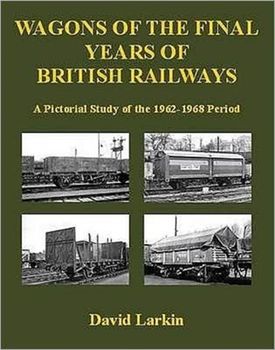 WAGONS OF THE FINAL
YEARS OF
BRITISH RAILWAYS
A Pictorial Study of the 1962-1968 Period
David Larkin